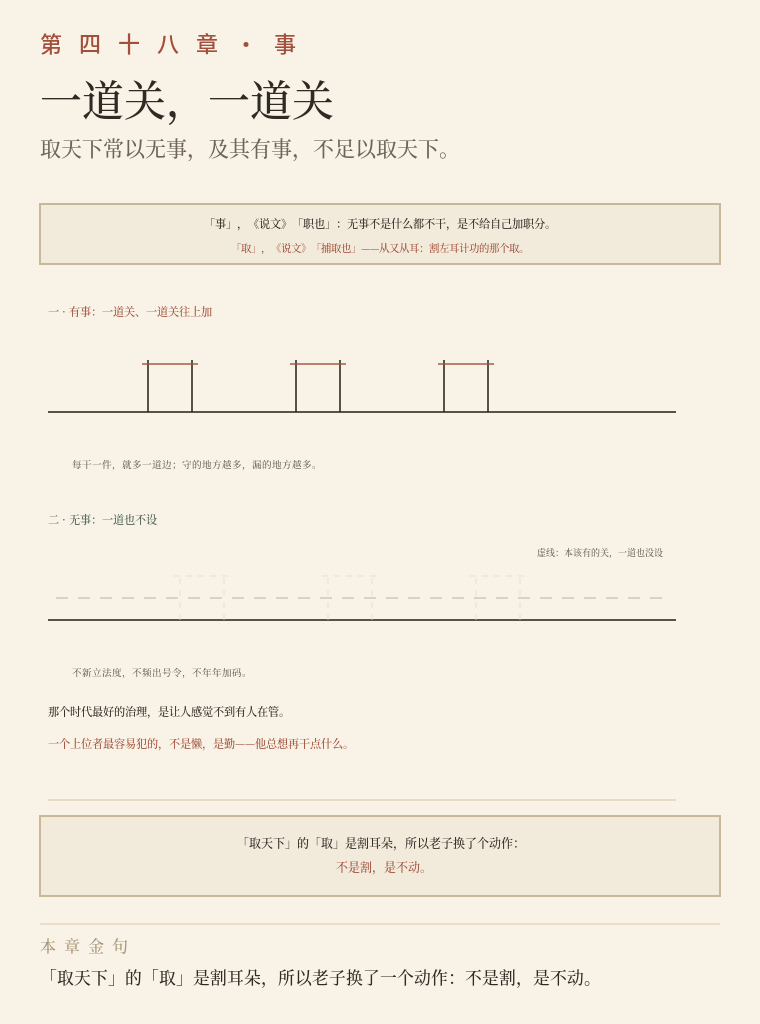 第四十八章·事
一道关，一道关
取天下常以无事，及其有事，不足以取天下。
「事」，《说文》「职也」：无事不是什么都不干，是不给自己加职分。
「取」，《说文》「捕取也」——从又从耳：割左耳计功的那个取。
一 · 有事：一道关、一道关往上加
每干一件，就多一道边；守的地方越多，漏的地方越多。
二 · 无事：一道也不设
虚线：本该有的关，一道也没设
不新立法度，不频出号令，不年年加码。
那个时代最好的治理，是让人感觉不到有人在管。
一个上位者最容易犯的，不是懒，是勤——他总想再干点什么。
「取天下」的「取」是割耳朵，所以老子换了个动作：
不是割，是不动。
本章金句
「取天下」的「取」是割耳朵，所以老子换了一个动作：不是割，是不动。